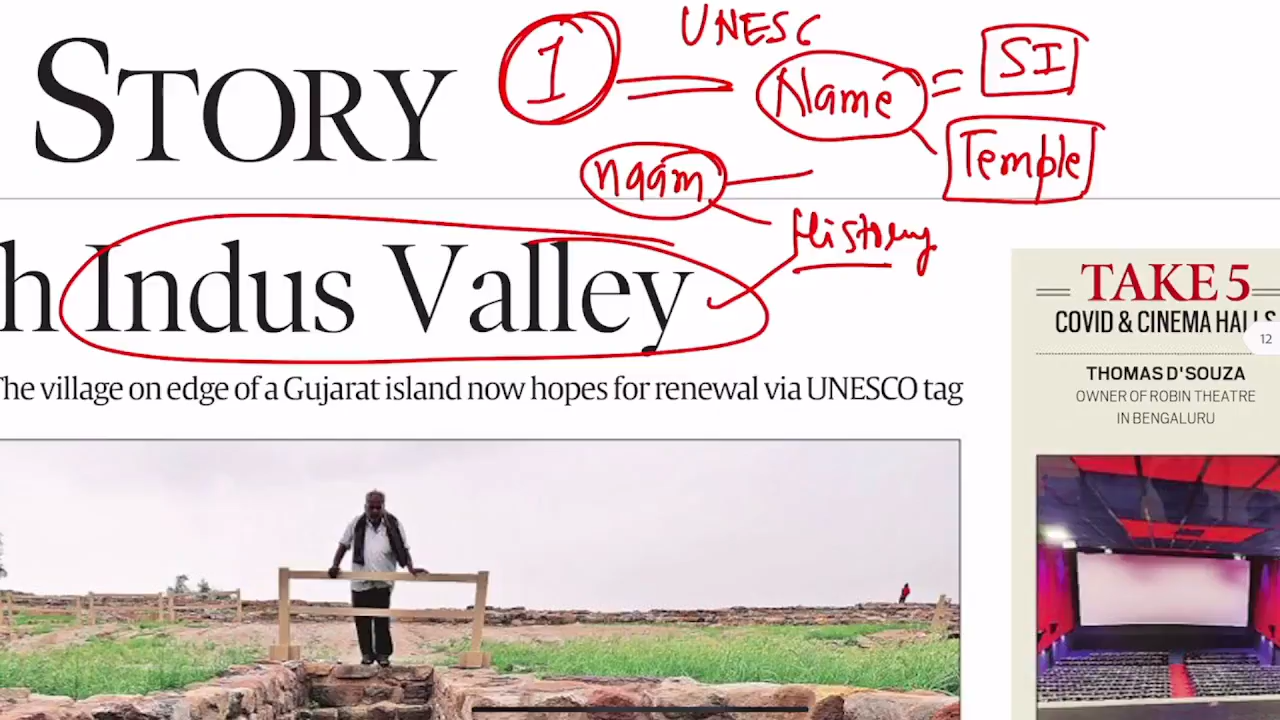 STORY
1 UNESC
Name = SI
Temple
naam
History
h Indus Valley
The village on edge of a Gujarat island now hopes for renewal via UNESCO tag
TAKE 5
COVID & CINEMA HALLS
12
THOMAS D'SOUZA
OWNER OF ROBIN THEATRE
IN BENGALURU